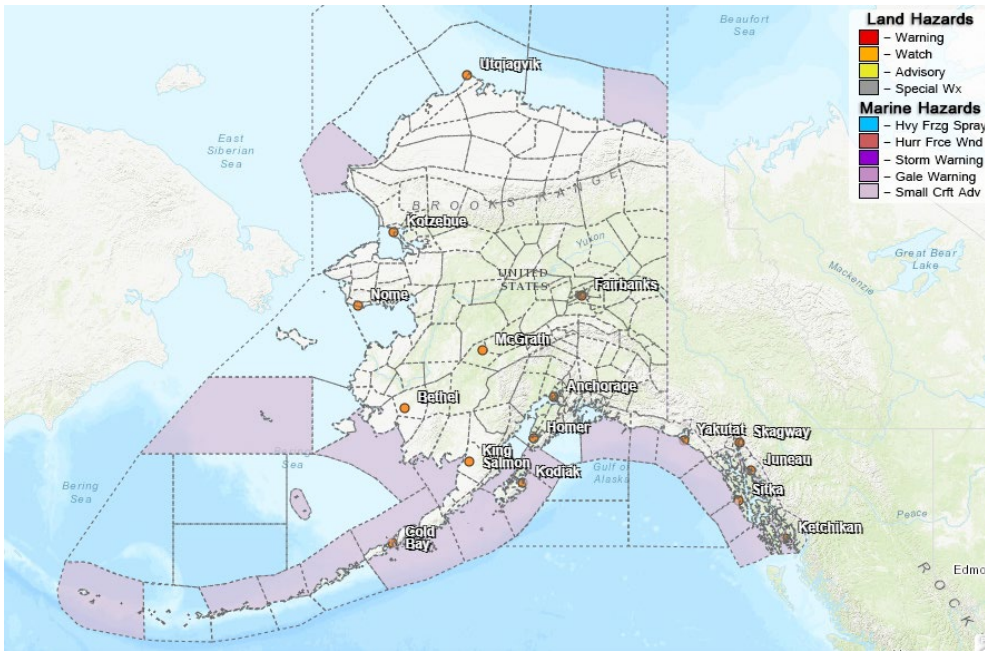 Beaufort
Sea
Land Hazards
– Warning
– Watch
– Advisory
– Special Wx
Marine Hazards
– Hvy Frzg Spray
– Hurr Frce Wnd
– Storm Warning
– Gale Warning
– Small Crft Adv
Utqiagvik
East
Siberian
Sea
BROOKS RANGE
Kotzebue
Yukon
Great Bear
Lake
Mackenzie
UNITED
STATES
Fairbanks
Nome
McGrath
Anchorage
Bethel
Homer
Yakutat
Skagway
King
Salmon
Juneau
Kodiak
Gulf of
Alaska
Bering
Sea
Sitka
Peace
Cold
Bay
Ketchikan
Edmo
ROCK